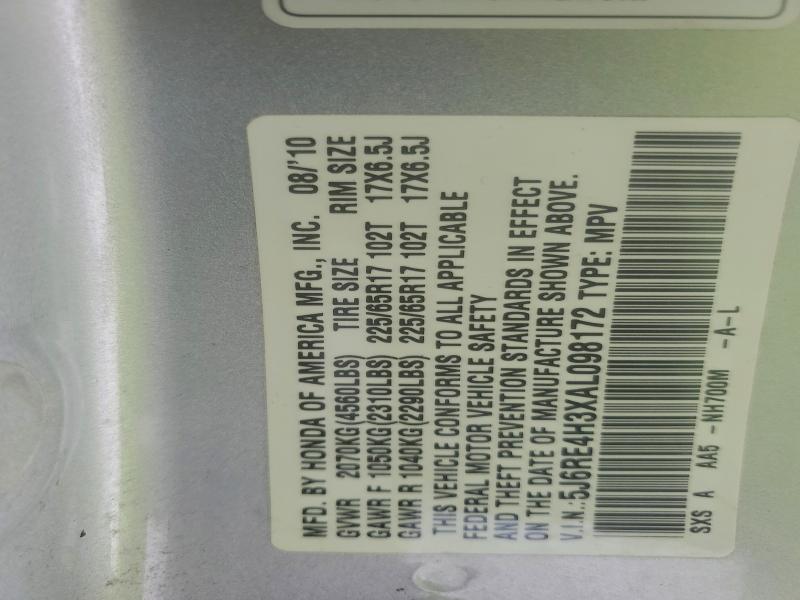 MFD. BY HONDA OF AMERICA MFG., INC. 08/'10
GVWR 2070KG(4560LBS) TIRE SIZE RIM SIZE
GAWR F 1050KG(2310LBS) 225/65R17 102T 17X6.5J
GAWR R 1040KG(2290LBS) 225/65R17 102T 17X6.5J
THIS VEHICLE CONFORMS TO ALL APPLICABLE
FEDERAL MOTOR VEHICLE SAFETY
AND THEFT PREVENTION STANDARDS IN EFFECT
ON THE DATE OF MANUFACTURE SHOWN ABOVE.
V.I.N.:5J6RE4H3XAL098172 TYPE: MPV
SXS A AA5 -NH700M -A-L